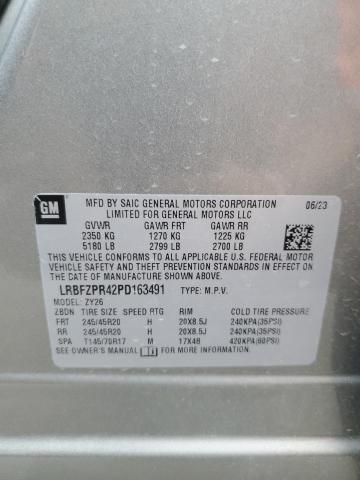 GM
MFD BY SAIC GENERAL MOTORS CORPORATION 06/23
LIMITED FOR GENERAL MOTORS LLC
GVWR GAWR FRT GAWR RR
2350 KG 1270 KG 1225 KG
5180 LB 2799 LB 2700 LB
THIS VEHICLE CONFORMS TO ALL APPLICABLE U.S.
FEDERAL MOTOR VEHICLE SAFETY, BUMPER, AND
THEFT PREVENTION STANDARDS IN EFFECT ON THE
DATE OF MANUFACTURE SHOWN ABOVE.
LRBFZPR42PD163491 TYPE: M.P.V.
MODEL: ZY26
ZBDN TIRE SIZE SPEED RTG RIM COLD TIRE PRESSURE
FRT 245/45R20 H 20X8.5J 240KPA(35PSI)
RR 245/45R20 H 20X8.5J 240KPA(35PSI)
SPA T145/70R17 M 17X4B 420KPA(60PSI)
SEE OWNER'S MANUAL FOR ADDITIONAL INFORMATION